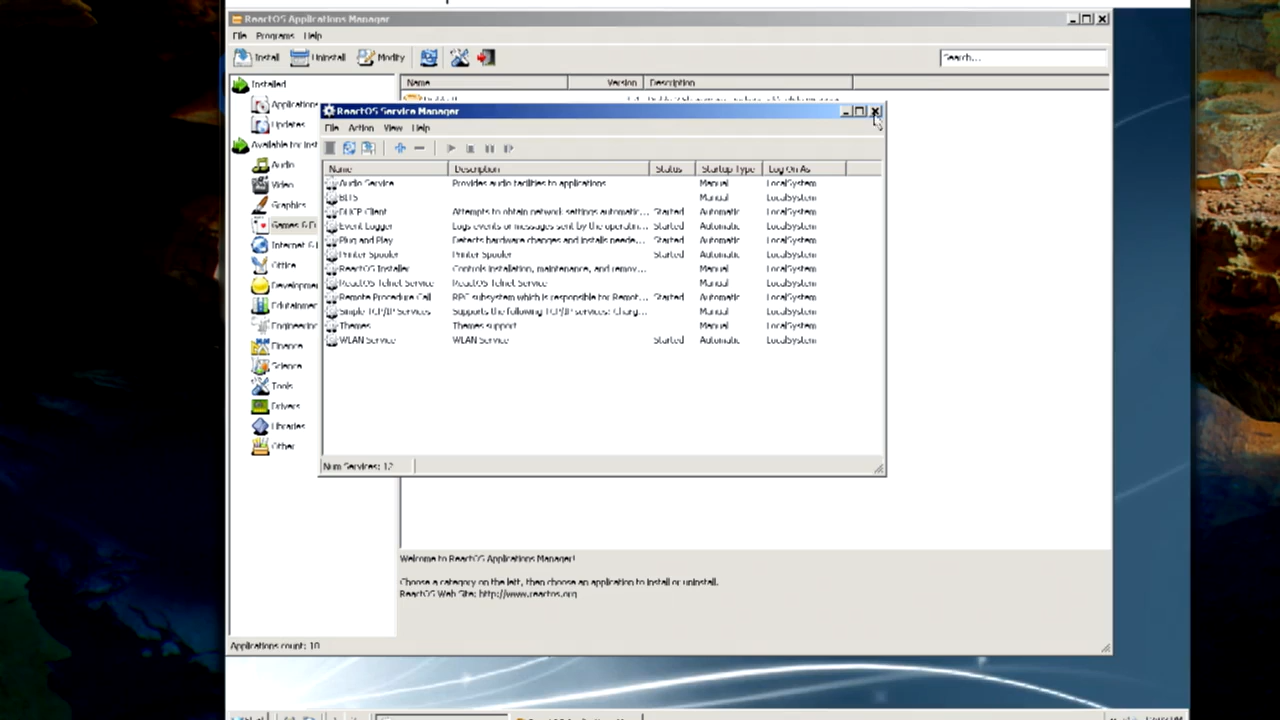 ReactOS Applications Manager
File Programs Help
Install Uninstall Modify
Search...
Name Version Description
Installed
Applications
Updates
Available for Inst
Audio
Video
Graphics
Games & F
Internet &
Office
Developmen
Edutainmen
Engineering
Finance
Science
Tools
Drivers
Libraries
Other
ReactOS Service Manager
File Action View Help
Name Description Status Startup Type Log On As
Audio Service Provides audio facilities to applications Manual LocalSystem
BITS Manual LocalSystem
DHCP Client Attempts to obtain network settings automatic... Started Automatic LocalSystem
Event Logger Logs events or messages sent by the operatin... Started Automatic LocalSystem
Plug and Play Detects hardware changes and installs neede... Started Automatic LocalSystem
Printer Spooler Printer Spooler Started Automatic LocalSystem
ReactOS Installer Controls installation, maintenance, and remov... Manual LocalSystem
ReactOS Telnet Service ReactOS Telnet Service Manual LocalSystem
Remote Procedure Call RPC subsystem which is responsible for Remot... Started Automatic LocalSystem
Simple TCP/IP Services Supports the following TCP/IP services: Charg... Manual LocalSystem
Themes Themes support Manual LocalSystem
WLAN Service WLAN Service Started Automatic LocalSystem
Num Services: 12
Welcome to ReactOS Applications Manager!
Choose a category on the left, then choose an application to install or uninstall.
ReactOS Web Site: http://www.reactos.org
Applications count: 10